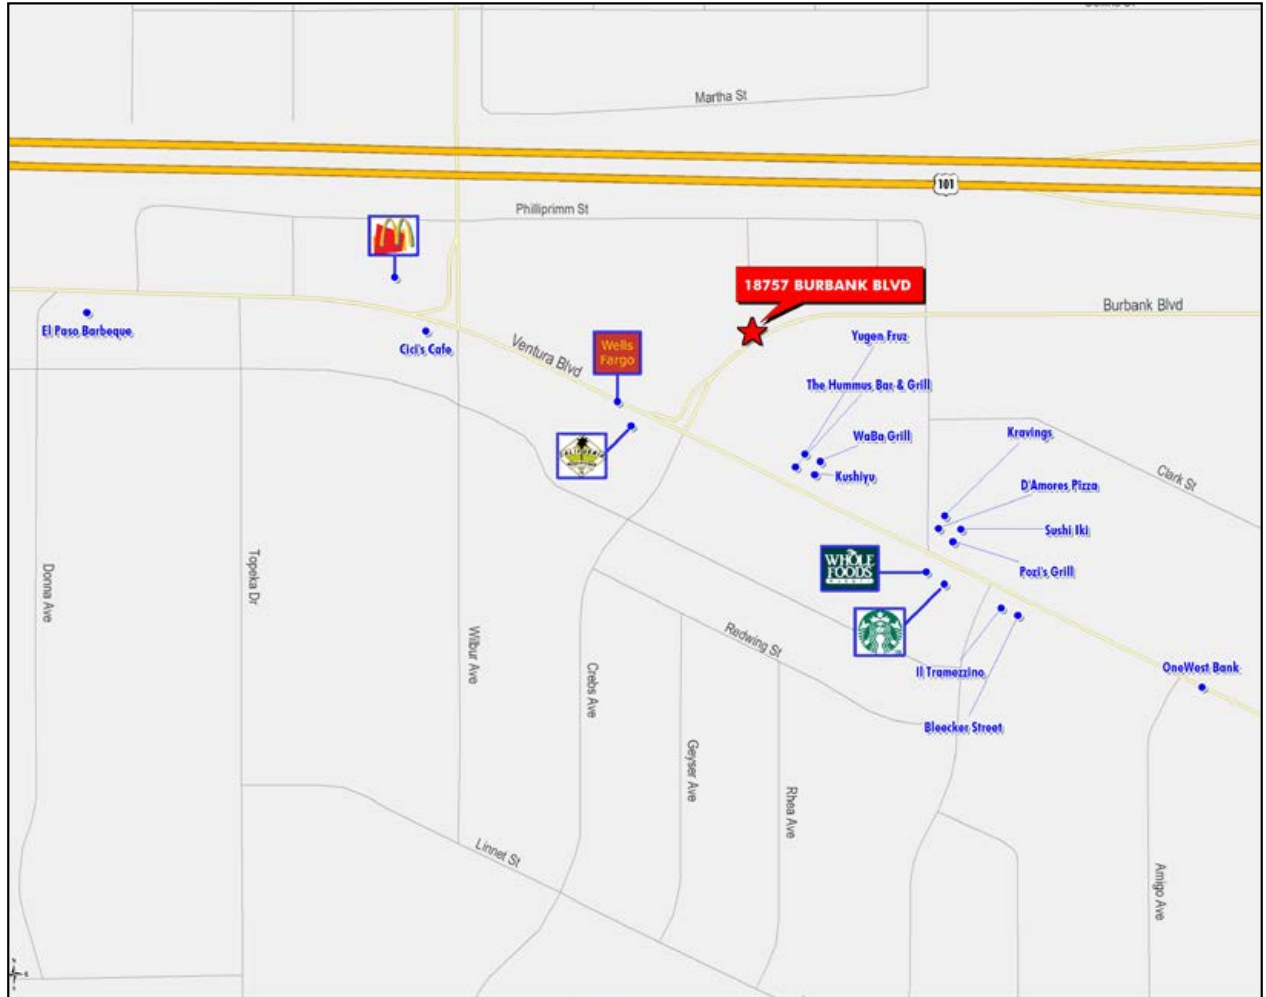 Martha St
101
Philliprimm St
18757 BURBANK BLVD
Burbank Blvd
El Paso Barbeque
Cici's Cafe
Ventura Blvd
Wells
Fargo
Yugen Fruz
The Hummus Bar & Grill
WaBa Grill
Kushiyu
Kravings
Clark St
D'Amores Pizza
Sushi Iki
Pozi's Grill
WHOLE
FOODS
MARKET
Donna Ave
Topeka Dr
Wilbur Ave
Crebs Ave
Redwing St
Il Tramezzino
OneWest Bank
Bleecker Street
Geyser Ave
Rhea Ave
Linnet St
Amigo Ave